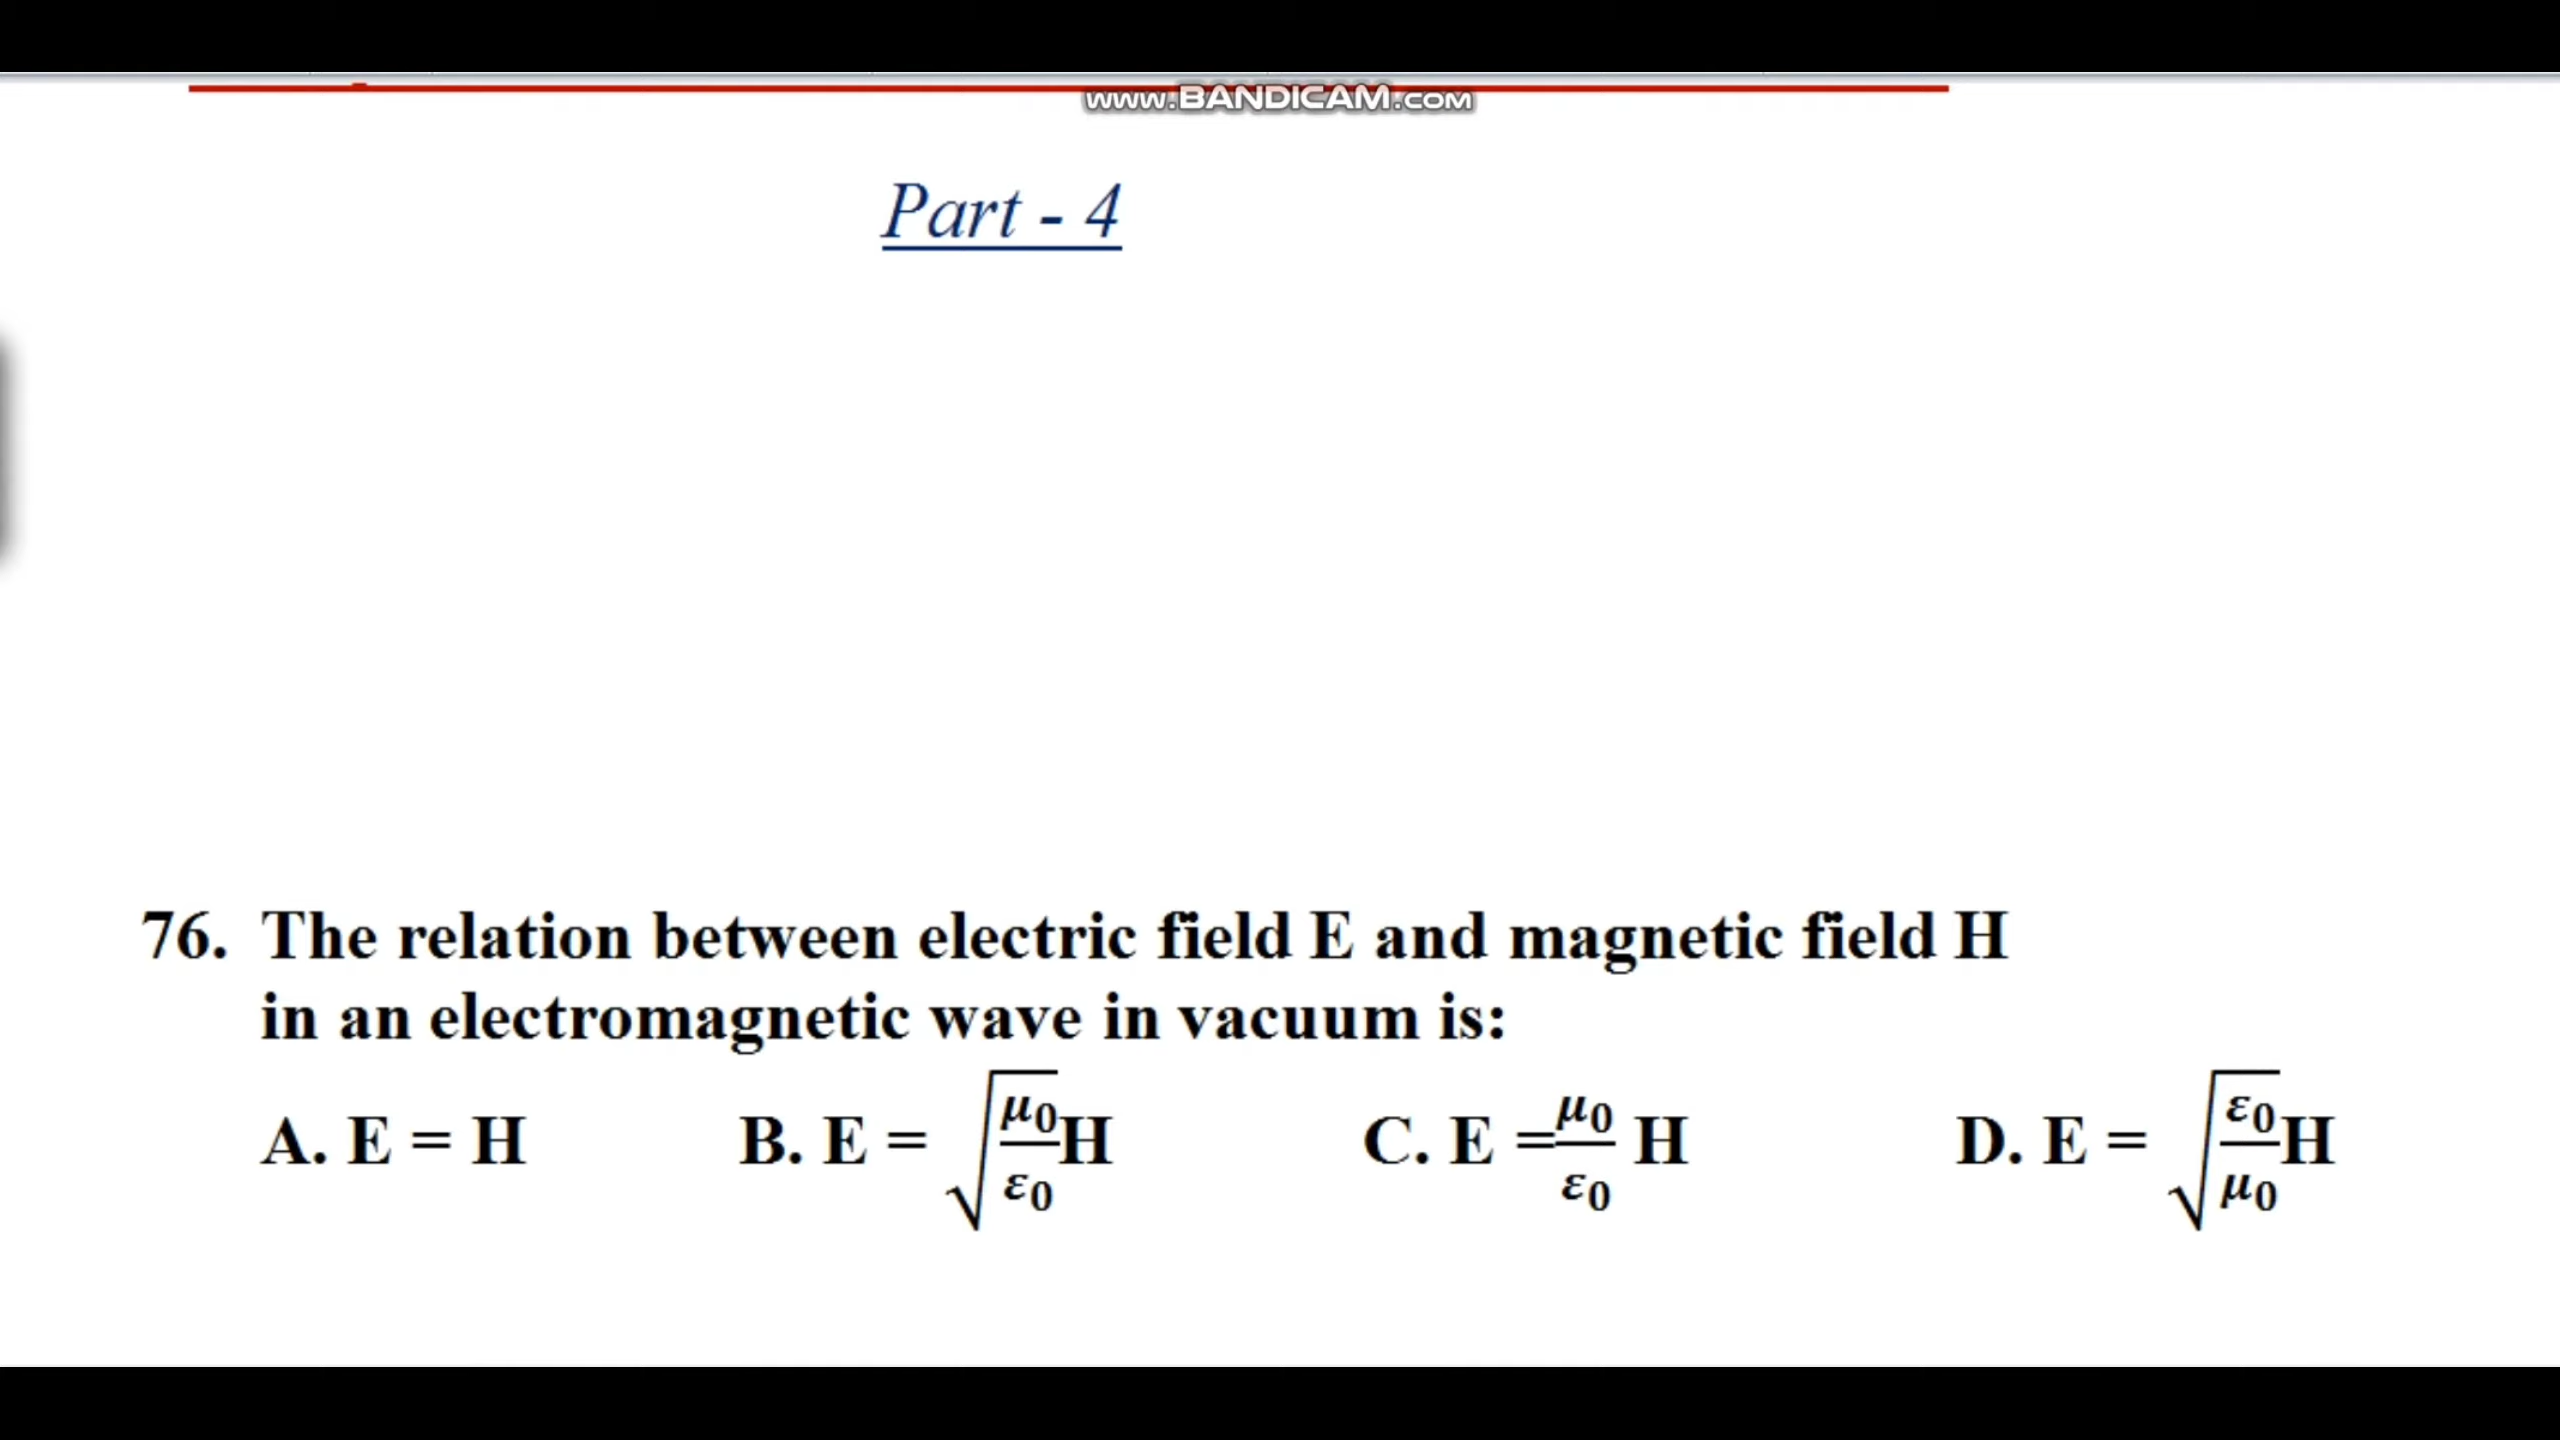 www.BANDICAM.com
Part - 4
76. The relation between electric field E and magnetic field H
in an electromagnetic wave in vacuum is:
A. E = H B. E = √(μ₀/ε₀)H C. E = μ₀/ε₀ H D. E = √(ε₀/μ₀)H